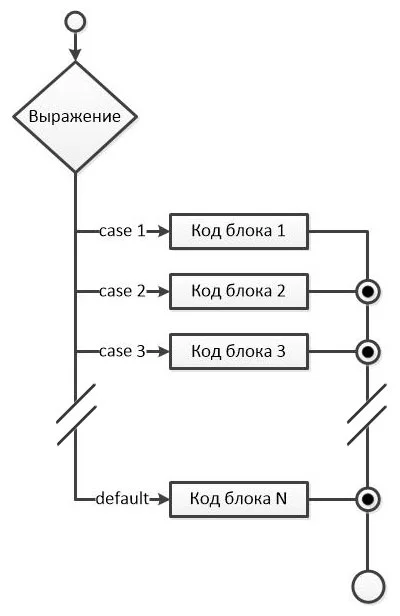 Выражение
case 1
Код блока 1
case 2
Код блока 2
case 3
Код блока 3
default
Код блока N